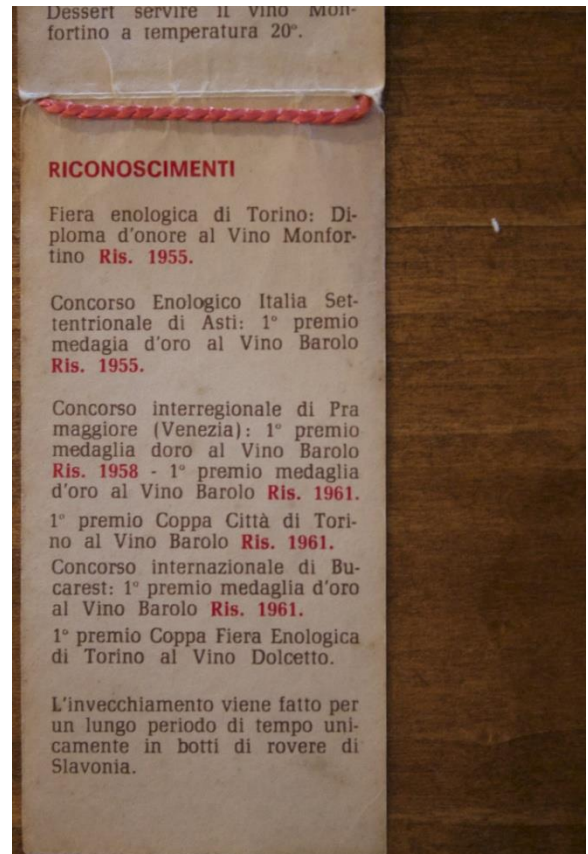 Dessert servire il vino Mon-
fortino a temperatura 20°.
RICONOSCIMENTI
Fiera enologica di Torino: Di-
ploma d'onore al Vino Monfor-
tino Ris. 1955.
Concorso Enologico Italia Set-
tentrionale di Asti: 1° premio
medagia d'oro al Vino Barolo
Ris. 1955.
Concorso interregionale di Pra
maggiore (Venezia): 1° premio
medaglia doro al Vino Barolo
Ris. 1958 - 1° premio medaglia
d'oro al Vino Barolo Ris. 1961.
1° premio Coppa Città di Tori-
no al Vino Barolo Ris. 1961.
Concorso internazionale di Bu-
carest: 1° premio medaglia d'oro
al Vino Barolo Ris. 1961.
1° premio Coppa Fiera Enologica
di Torino al Vino Dolcetto.
L'invecchiamento viene fatto per
un lungo periodo di tempo uni-
camente in botti di rovere di
Slavonia.